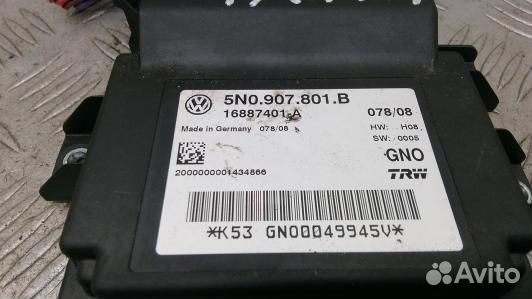 5N0.907.801.B
16887401-A 078/08
Made in Germany 078/08 HW: H08
SW: 0005
GNO
2000000001434866 TRW
*K53 GNO0049945V*
Avito